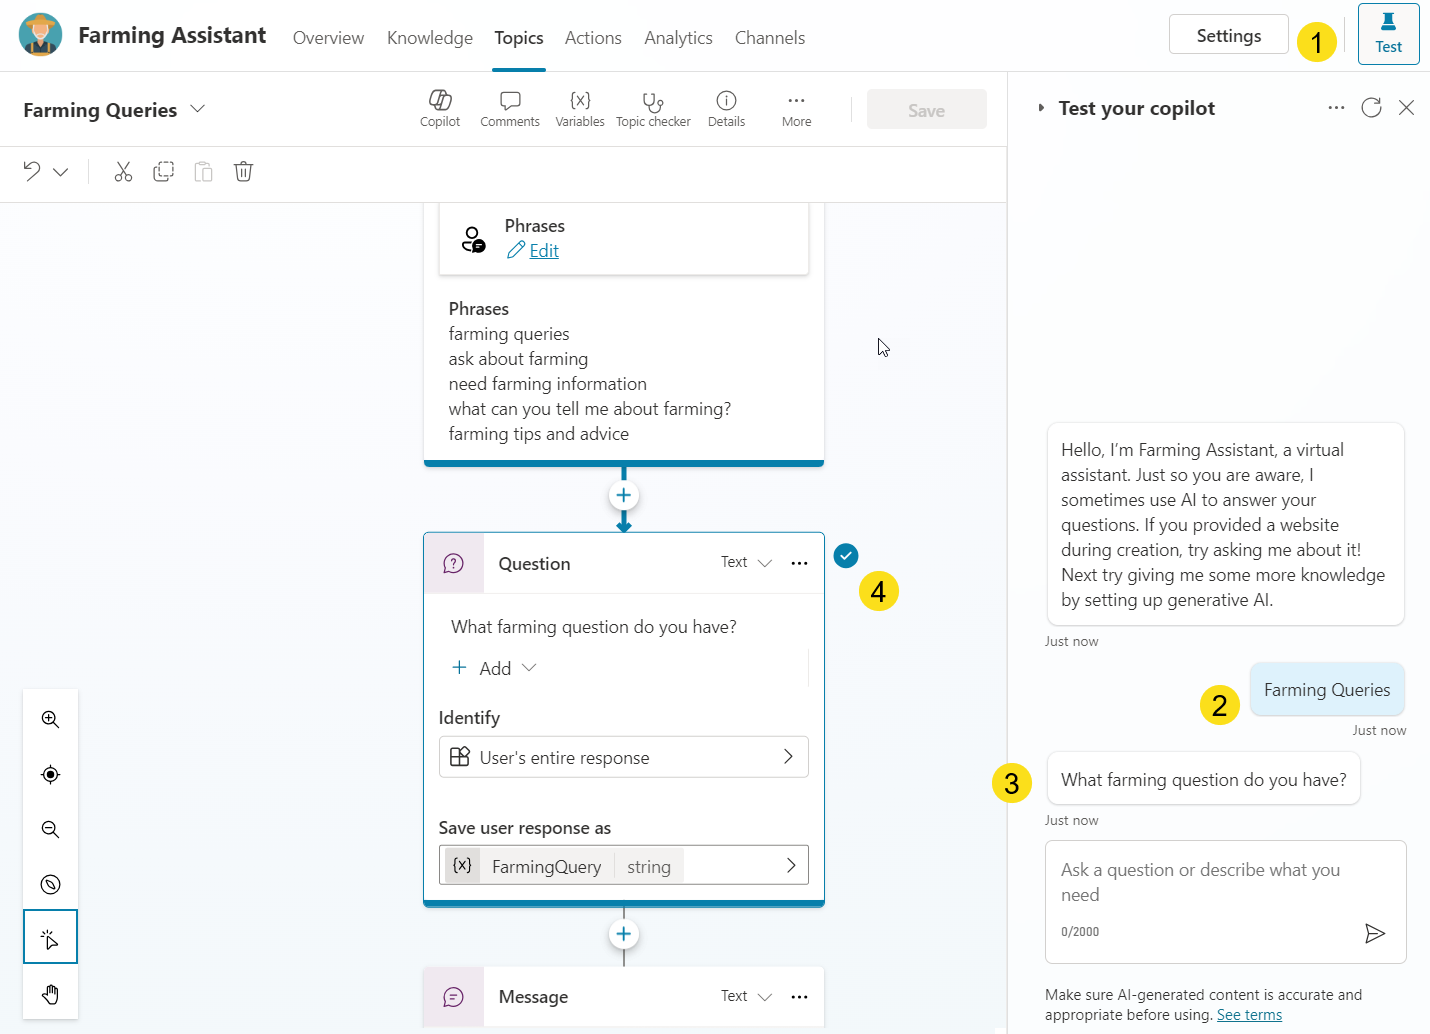 Farming Assistant
Overview
Knowledge
Topics
Actions
Analytics
Channels
Settings
1
Test
Farming Queries
Copilot
Comments
{x}
Variables
Topic checker
Details
More
Save
Test your copilot
Phrases
Edit
Phrases
farming queries
ask about farming
need farming information
what can you tell me about farming?
farming tips and advice
Question
Text
4
What farming question do you have?
Add
Identify
User's entire response
Save user response as
{x}
FarmingQuery
string
Message
Text
Hello, I’m Farming Assistant, a virtual
assistant. Just so you are aware, I
sometimes use AI to answer your
questions. If you provided a website
during creation, try asking me about it!
Next try giving me some more knowledge
by setting up generative AI.
Just now
2
Farming Queries
Just now
3
What farming question do you have?
Just now
Ask a question or describe what you
need
0/2000
Make sure AI-generated content is accurate and
appropriate before using. See terms